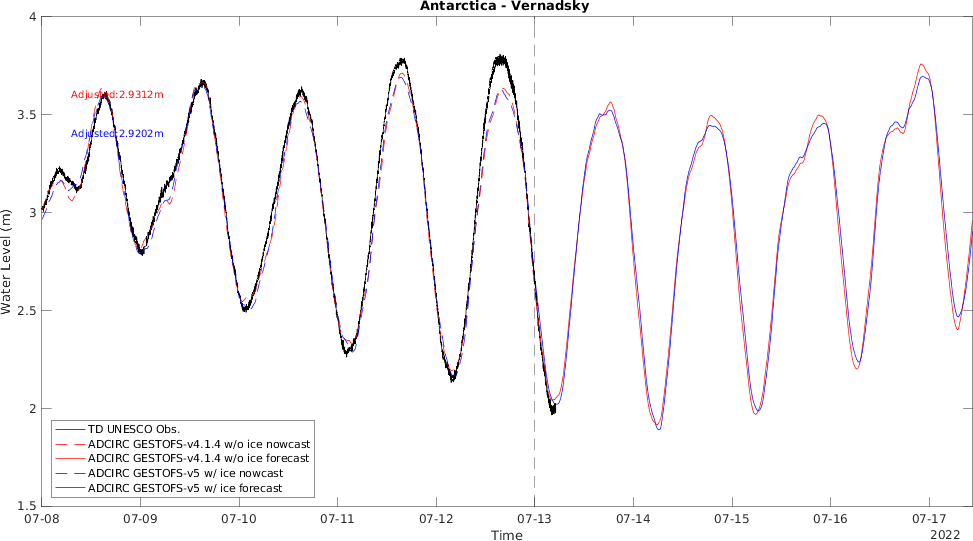 Antarctica - Vernadsky
4
3.5
3
2.5
2
1.5
Water Level (m)
Adjusted:2.9312m
Adjusted:2.9202m
TD UNESCO Obs.
ADCIRC GESTOFS-v4.1.4 w/o ice nowcast
ADCIRC GESTOFS-v4.1.4 w/o ice forecast
ADCIRC GESTOFS-v5 w/ ice nowcast
ADCIRC GESTOFS-v5 w/ ice forecast
07-08 07-09 07-10 07-11 07-12 07-13 07-14 07-15 07-16 07-17
Time
2022